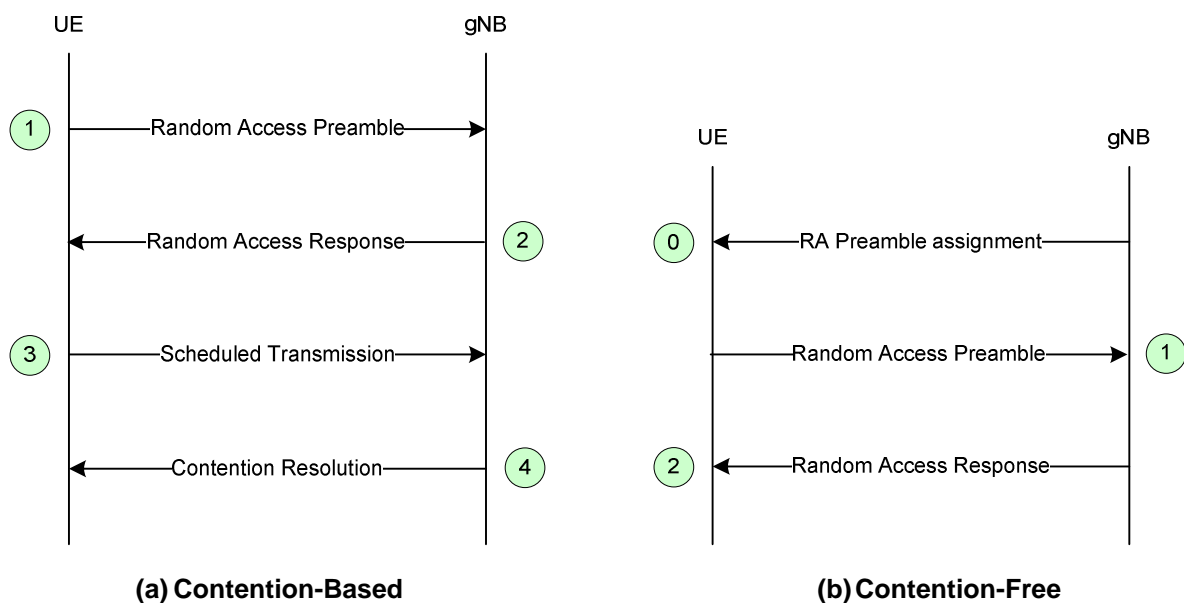 UE
gNB
1
Random Access Preamble
Random Access Response
2
3
Scheduled Transmission
Contention Resolution
4
(a) Contention-Based
UE
gNB
0
RA Preamble assignment
Random Access Preamble
1
2
Random Access Response
(b) Contention-Free